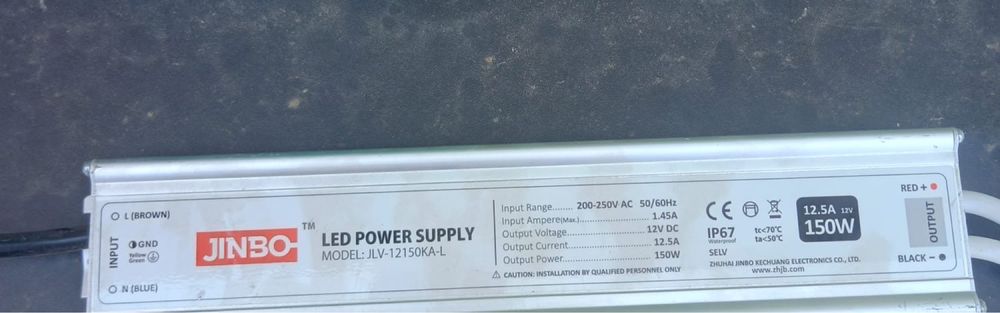 L (BROWN)
INPUT
GND
Yellow
Green
N (BLUE)
JINBO™
LED POWER SUPPLY
MODEL: JLV-12150KA-L
Input Range....... 200-250V AC 50/60Hz
Input Ampere(Max.)........................ 1.45A
Output Voltage........................ 12V DC
Output Current........................ 12.5A
Output Power........................... 150W
⚠ CAUTION: INSTALLATION BY QUALIFIED PERSONNEL ONLY
CE
IP67
Waterproof
tc<70°C
ta<50°C
SELV
ZHUHAI JINBO KECHUANG ELECTRONICS CO., LTD.
www.zhjb.com
12.5A 12V
150W
RED +
OUTPUT
BLACK -